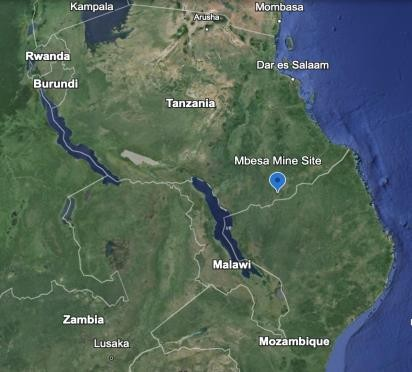 Kampala
Mombasa
Arusha
Rwanda
Burundi
Dar es Salaam
Tanzania
Mbesa Mine Site
Malawi
Zambia
Lusaka
Mozambique